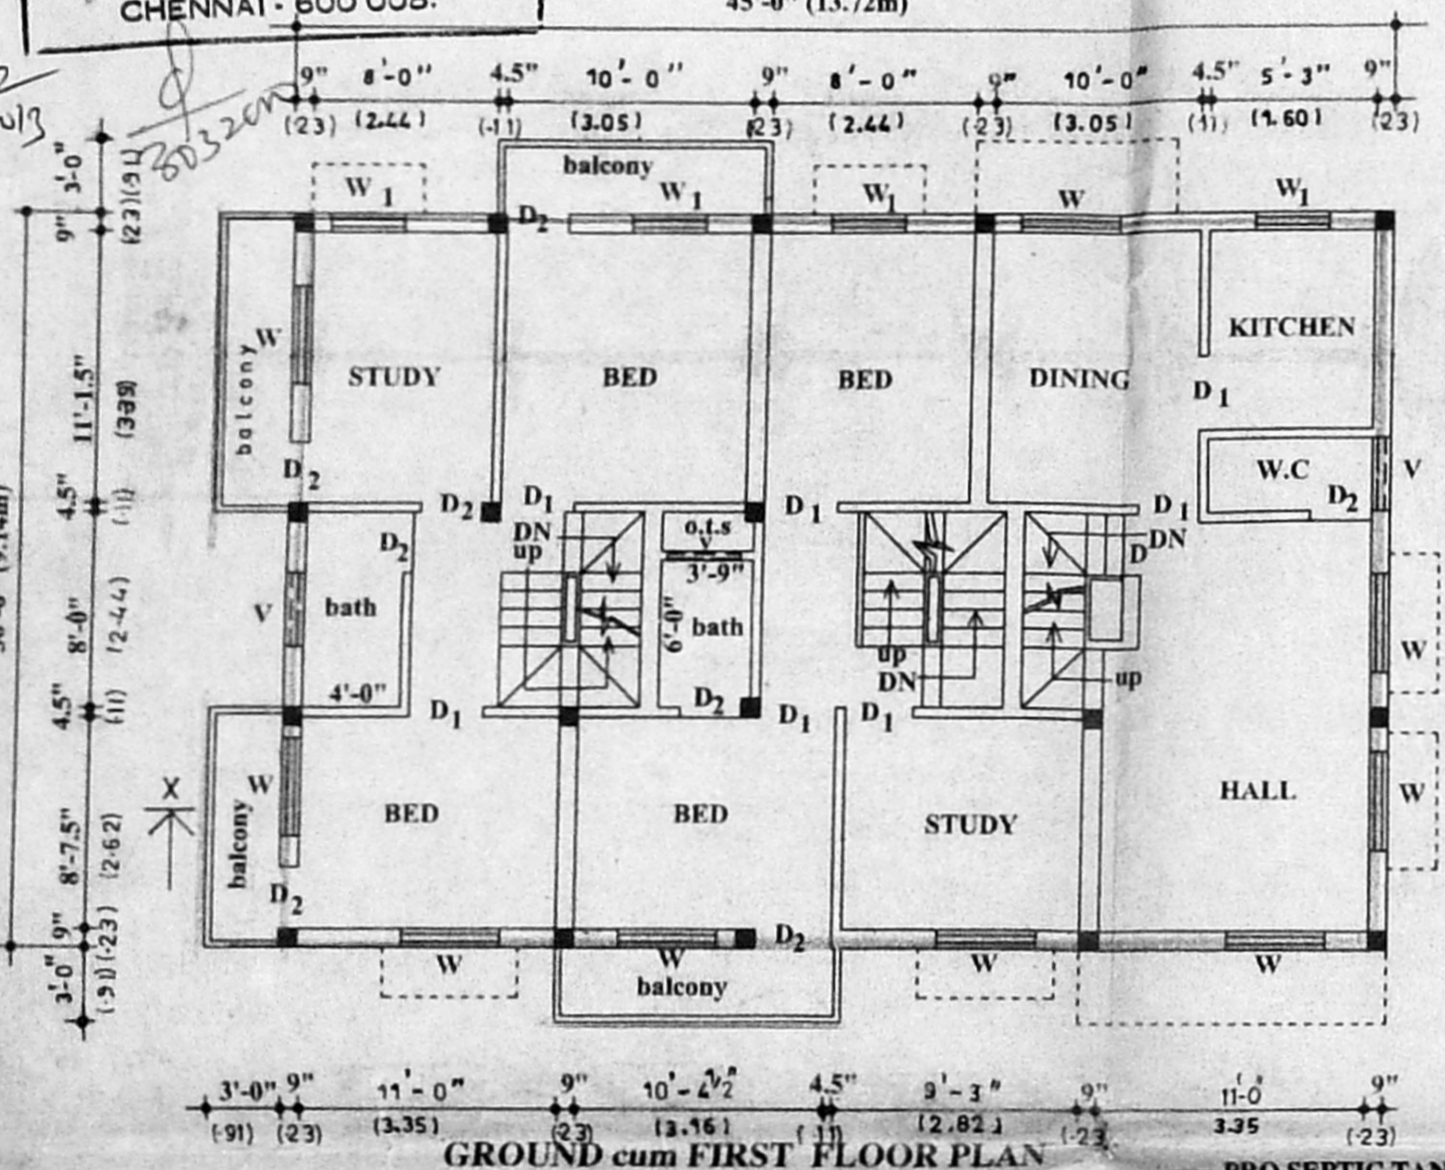 CHENNAI - 600 008.
45'-0" (13.72m)
9" 8'-0" 4.5" 10'-0" 9" 8'-0" 9" 10'-0" 4.5" 5'-3" 9"
(·23) (2.44) (·11) (3.05) (23) (2.44) (·23) (3.05) (11) (1.60) (·23)
3'-0" (·91)
9" (23)
balcony
W1 W1 W1 W W1
D2
KITCHEN
W
balcony
STUDY BED BED DINING
D1
11'-1.5" (339)
D2
W.C V
D2
4.5" (·11)
D2 D1 D1 D1
DN
up
o.t.s
V
DN
D
D2
3'-9"
8'-0" (2·44)
V bath
6'-0" bath
W
up
DN
up
4'-0"
D2
4.5" (11)
D1 D1 D1
X
W
balcony
BED BED STUDY HALL
W
8'-7.5" (2·62)
D2
9" (·23)
D2
W W W W
balcony
3'-0" (·91)
3'-0" 9" 11'-0" 9" 10'-4½" 4.5" 9'-3" 9" 11'-0 9"
(·91) (·23) (3.35) (·23) (3.16) (11) (2.82) (·23 3.35 (·23)
GROUND cum FIRST FLOOR PLAN